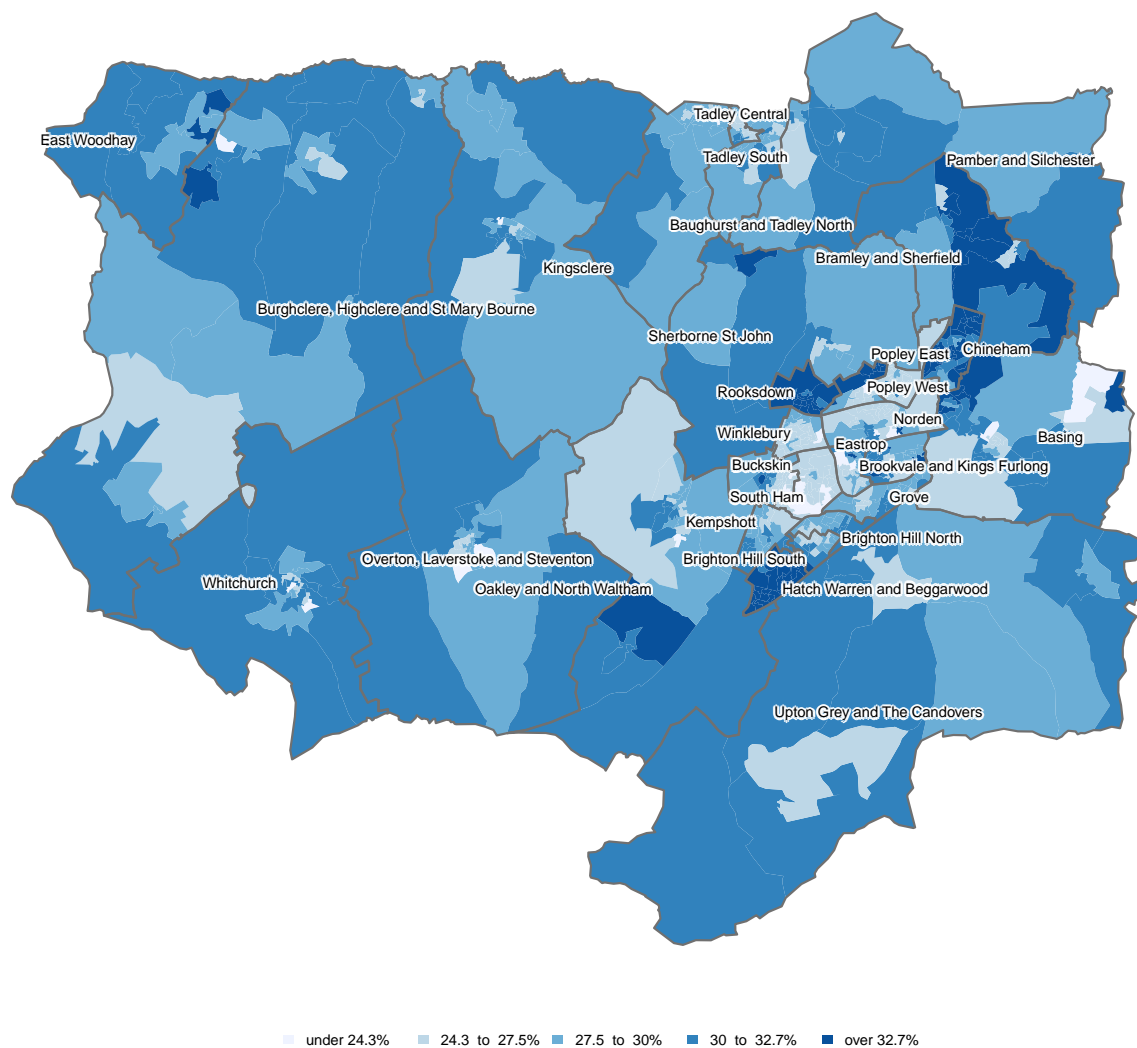 Tadley Central
East Woodhay
Tadley South
Pamber and Silchester
Baughurst and Tadley North
Bramley and Sherfield
Kingsclere
Burghclere, Highclere and St Mary Bourne
Sherborne St John
Chineham
Popley East
Popley West
Rooksdown
Norden
Winklebury
Basing
Eastrop
Buckskin
Brookvale and Kings Furlong
South Ham
Grove
Kempshott
Brighton Hill North
Overton, Laverstoke and Steventon
Brighton Hill South
Whitchurch
Oakley and North Waltham
Hatch Warren and Beggarwood
Upton Grey and The Candovers
under 24.3% 24.3 to 27.5% 27.5 to 30% 30 to 32.7% over 32.7%